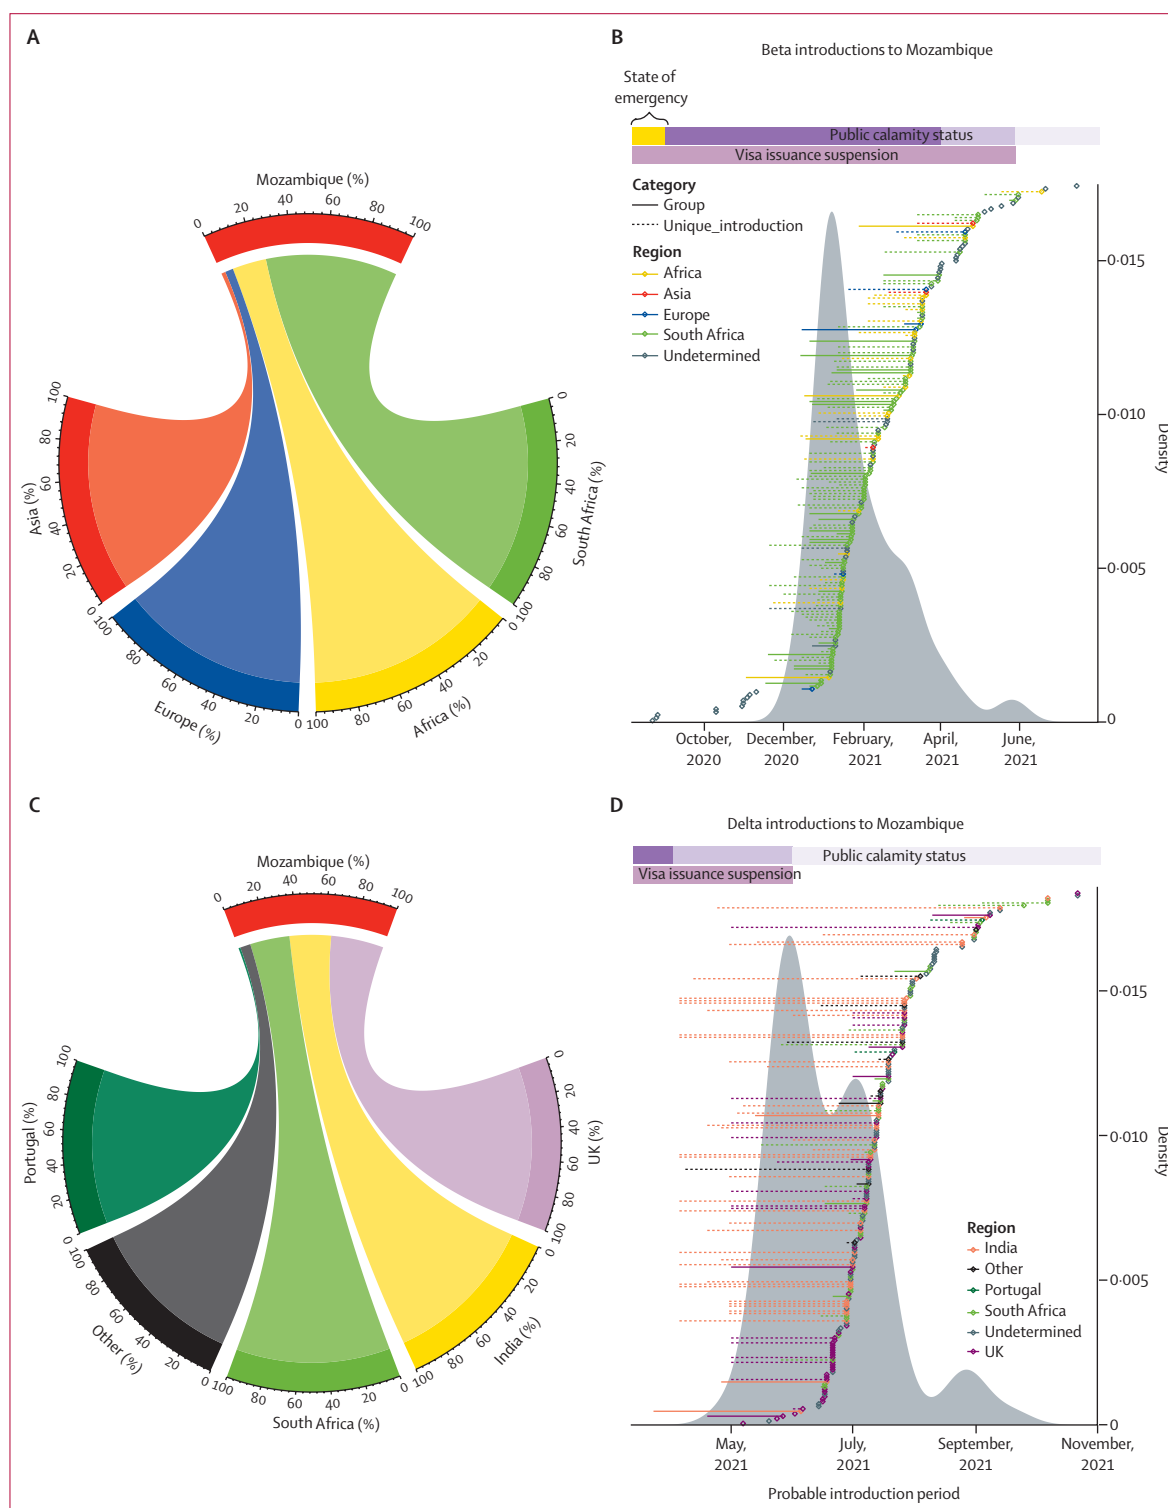 A
Mozambique (%)
0
20
40
60
80
100
100
80
60
40
20
0
Asia (%)
0
20
40
60
80
100
South Africa (%)
100
80
60
40
20
0
Europe (%)
100
80
60
40
20
0
Africa (%)
B
Beta introductions to Mozambique
State of
emergency
Public calamity status
Visa issuance suspension
Category
Group
Unique_introduction
Region
Africa
Asia
Europe
South Africa
Undetermined
0·015
0·010
0·005
0
Density
October,
2020
December,
2020
February,
2021
April,
2021
June,
2021
C
Mozambique (%)
0
20
40
60
80
100
100
80
60
40
20
0
Portugal (%)
0
20
40
60
80
100
UK (%)
100
80
60
40
20
0
Other (%)
100
80
60
40
20
0
South Africa (%)
100
80
60
40
20
0
India (%)
D
Delta introductions to Mozambique
Public calamity status
Visa issuance suspension
Region
India
Other
Portugal
South Africa
Undetermined
UK
0·015
0·010
0·005
0
Density
May,
2021
July,
2021
September,
2021
November,
2021
Probable introduction period